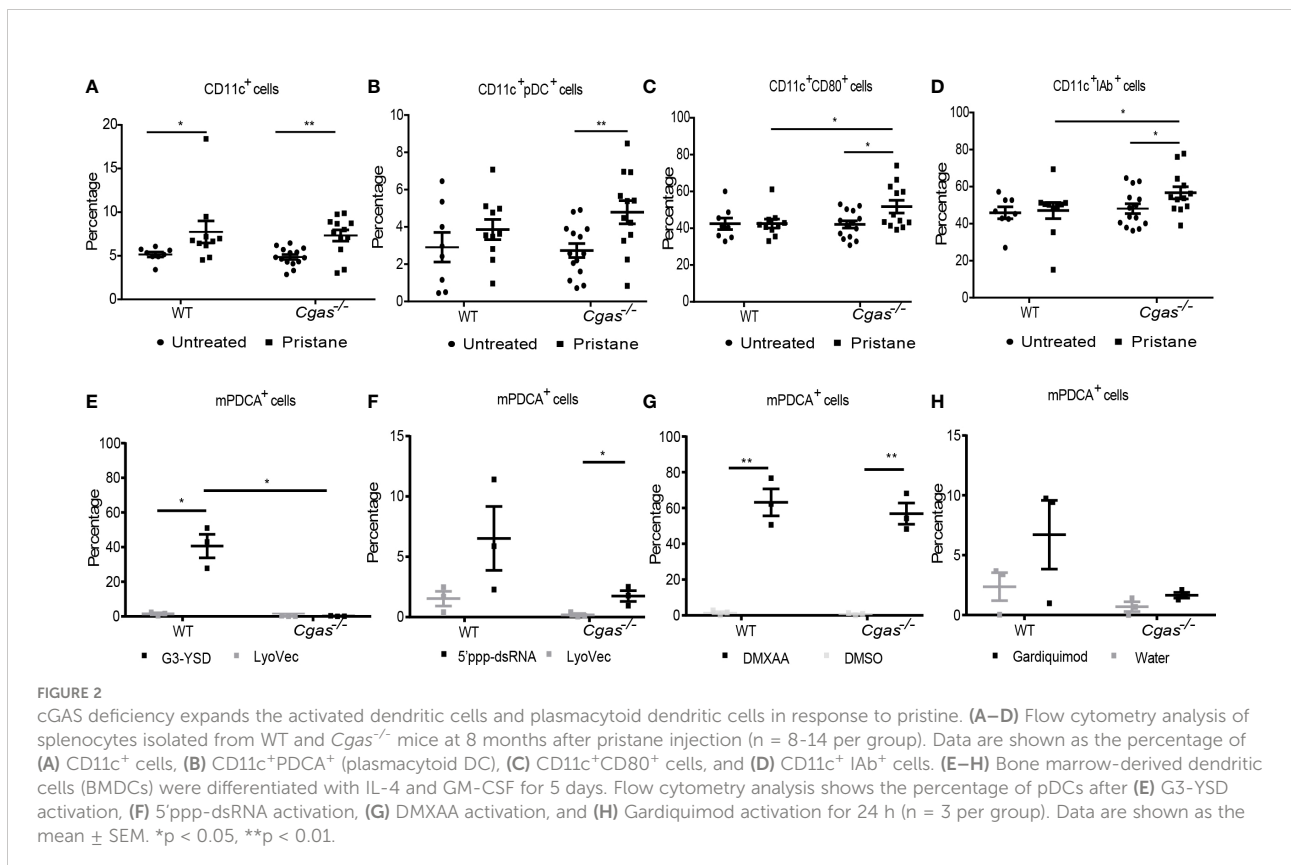 A
CD11c+ cells
Percentage
20
15
10
5
0
*
**
WT
Cgas-/-
● Untreated ■ Pristane
B
CD11c+pDC+ cells
Percentage
8
6
4
2
0
**
WT
Cgas-/-
● Untreated ■ Pristane
C
CD11c+CD80+ cells
Percentage
100
80
60
40
20
0
*
*
WT
Cgas-/-
● Untreated ■ Pristane
D
CD11c+IAb+ cells
Percentage
100
80
60
40
20
0
*
*
WT
Cgas-/-
● Untreated ■ Pristane
E
mPDCA+ cells
Percentage
100
80
60
40
20
0
*
*
WT
Cgas-/-
■ G3-YSD ■ LyoVec
F
mPDCA+ cells
Percentage
15
10
5
0
*
WT
Cgas-/-
■ 5'ppp-dsRNA ■ LyoVec
G
mPDCA+ cells
Percentage
100
80
60
40
20
0
**
**
WT
Cgas-/-
■ DMXAA ■ DMSO
H
mPDCA+ cells
Percentage
15
10
5
0
WT
Cgas-/-
■ Gardiquimod ■ Water
FIGURE 2
cGAS deficiency expands the activated dendritic cells and plasmacytoid dendritic cells in response to pristine. (A–D) Flow cytometry analysis of
splenocytes isolated from WT and Cgas-/- mice at 8 months after pristane injection (n = 8-14 per group). Data are shown as the percentage of
(A) CD11c+ cells, (B) CD11c+PDCA+ (plasmacytoid DC), (C) CD11c+CD80+ cells, and (D) CD11c+ IAb+ cells. (E–H) Bone marrow-derived dendritic
cells (BMDCs) were differentiated with IL-4 and GM-CSF for 5 days. Flow cytometry analysis shows the percentage of pDCs after (E) G3-YSD
activation, (F) 5'ppp-dsRNA activation, (G) DMXAA activation, and (H) Gardiquimod activation for 24 h (n = 3 per group). Data are shown as the
mean ± SEM. *p < 0.05, **p < 0.01.